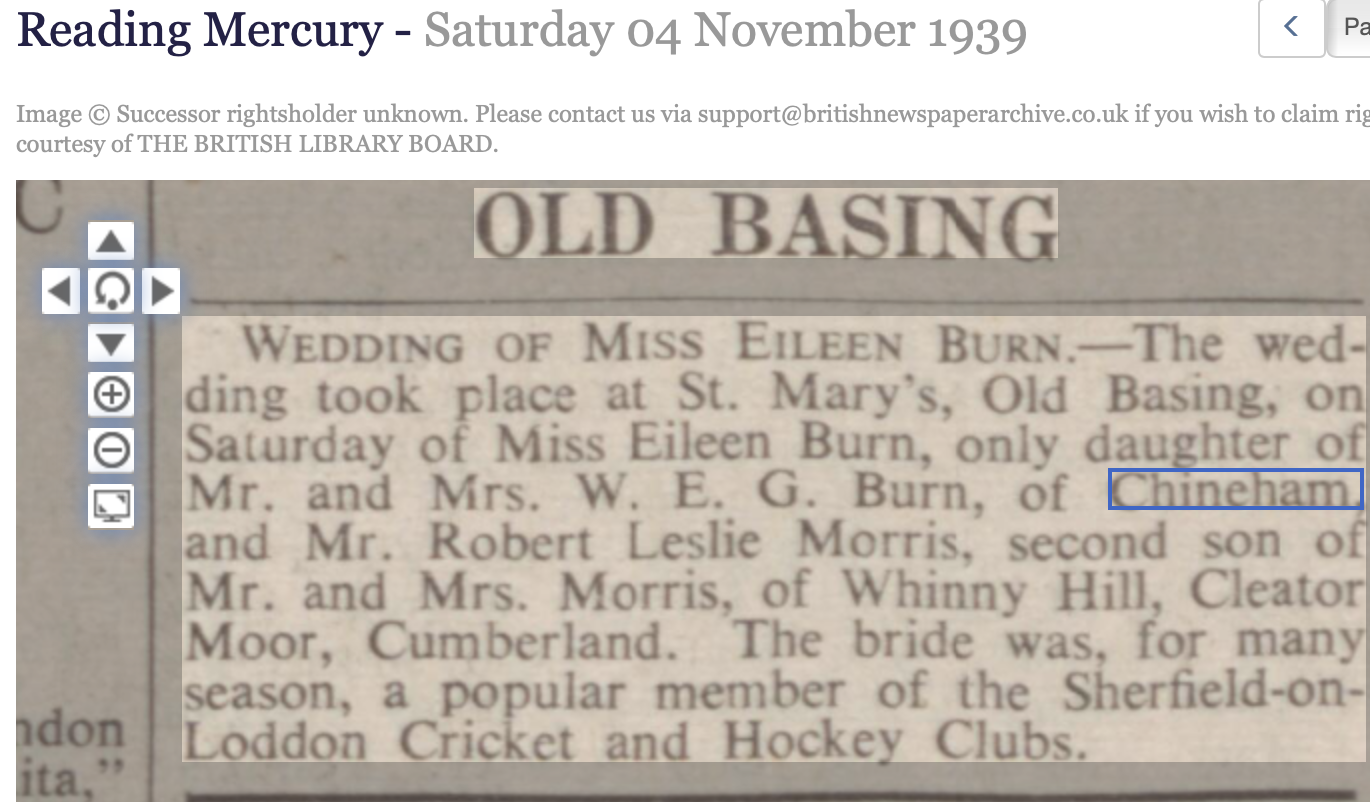 Reading Mercury - Saturday 04 November 1939
Pa
Image © Successor rightsholder unknown. Please contact us via support@britishnewspaperarchive.co.uk if you wish to claim rig
courtesy of THE BRITISH LIBRARY BOARD.
C
OLD BASING
WEDDING OF MISS EILEEN BURN.—The wed-
ding took place at St. Mary's, Old Basing, on
Saturday of Miss Eileen Burn, only daughter of
Mr. and Mrs. W. E. G. Burn, of Chineham,
and Mr. Robert Leslie Morris, second son of
Mr. and Mrs. Morris, of Whinny Hill, Cleator
Moor, Cumberland. The bride was, for many
season, a popular member of the Sherfield-on-
Loddon Cricket and Hockey Clubs.
ndon
ita,"